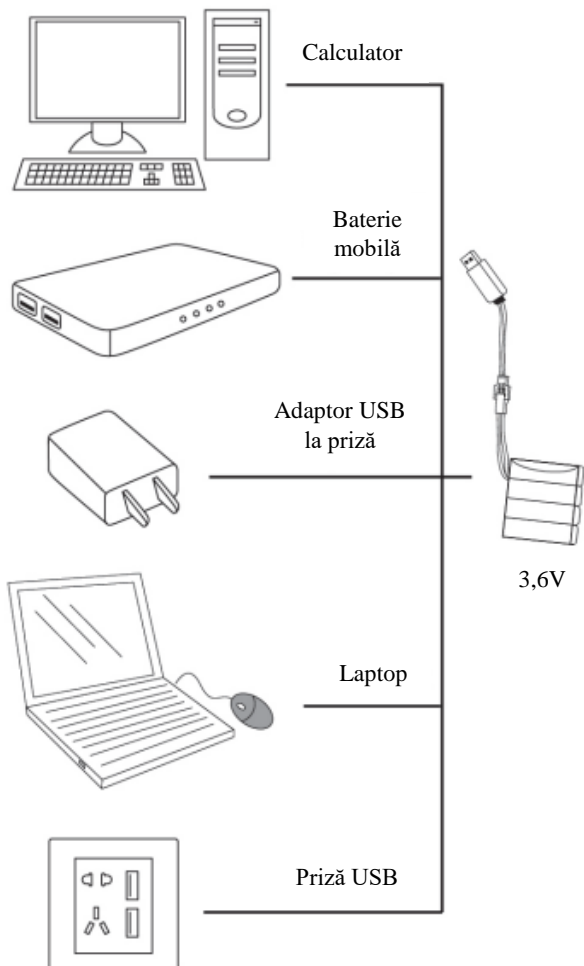 Calculator
Baterie
mobilă
Adaptor USB
la priză
3,6V
Laptop
Priză USB